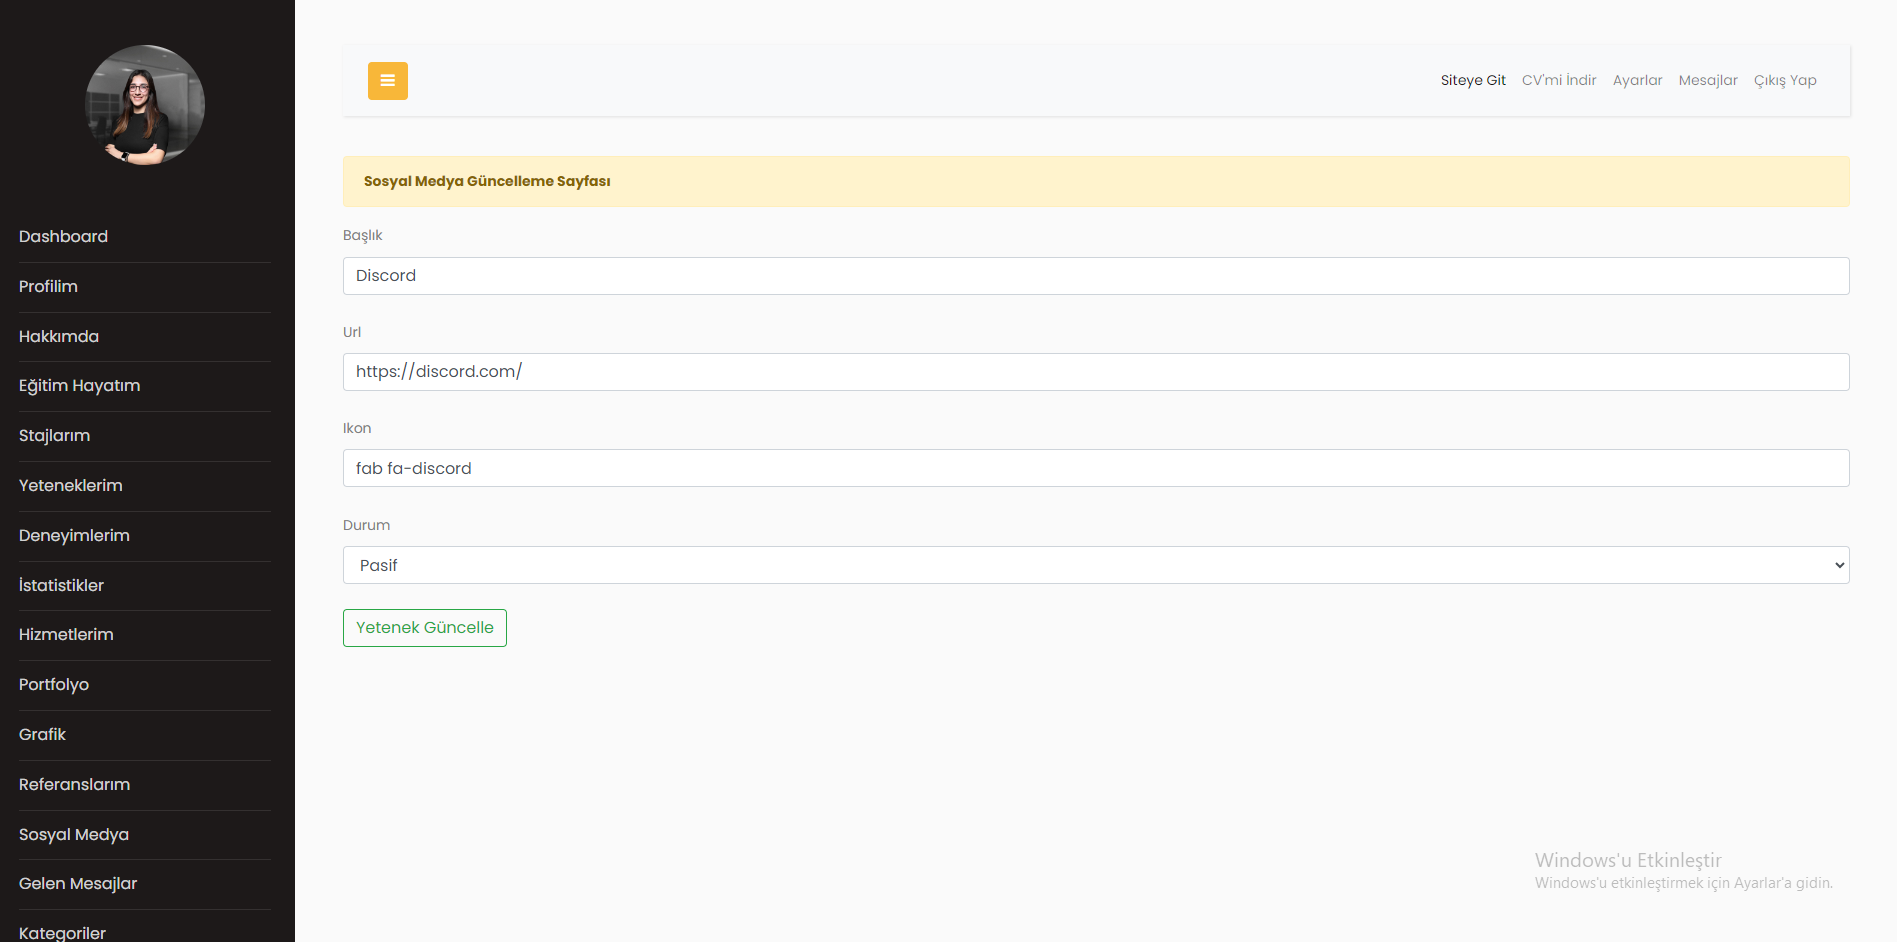 Siteye Git CV'mi İndir Ayarlar Mesajlar Çıkış Yap
Dashboard
Profilim
Hakkımda
Eğitim Hayatım
Stajlarım
Yeteneklerim
Deneyimlerim
İstatistikler
Hizmetlerim
Portfolyo
Grafik
Referanslarım
Sosyal Medya
Gelen Mesajlar
Kategoriler
Sosyal Medya Güncelleme Sayfası
Başlık
Discord
Url
https://discord.com/
Ikon
fab fa-discord
Durum
Pasif
Yetenek Güncelle
Windows'u Etkinleştir
Windows'u etkinleştirmek için Ayarlar'a gidin.